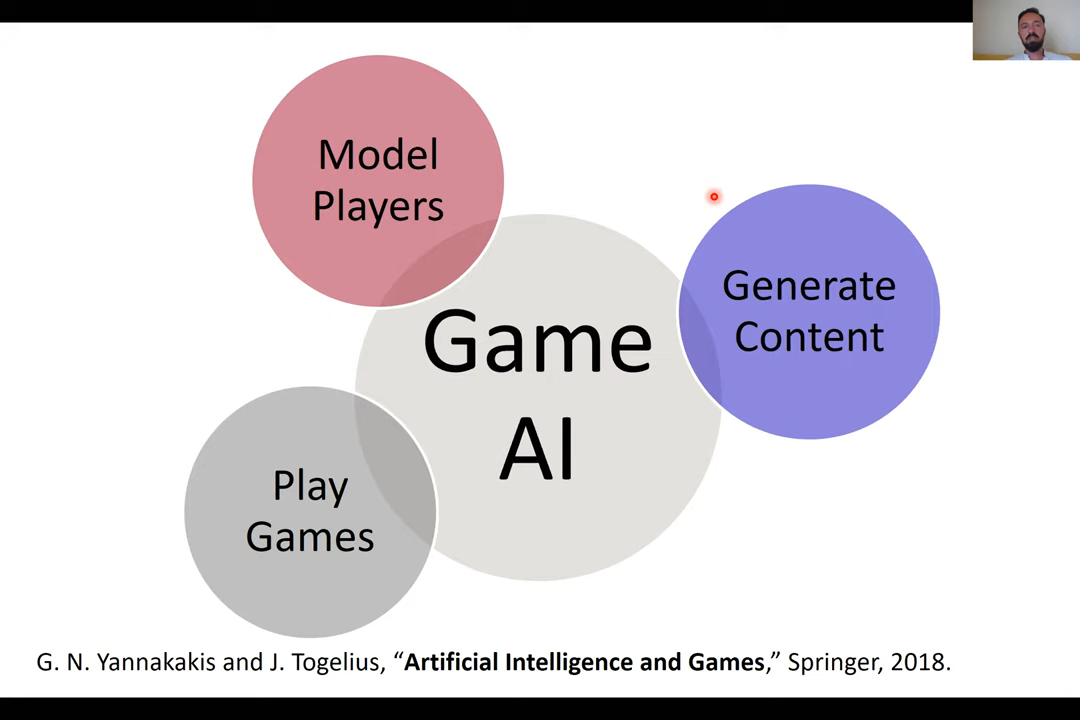 Model
Players
Generate
Content
Game
AI
Play
Games
G. N. Yannakakis and J. Togelius, “Artificial Intelligence and Games,” Springer, 2018.